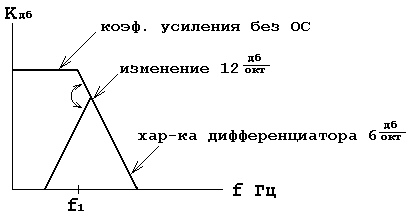 Kдб
коэф. усиления без ОС
изменение 12 дб/окт
хар-ка дифференциатора 6 дб/окт
f1
f Гц